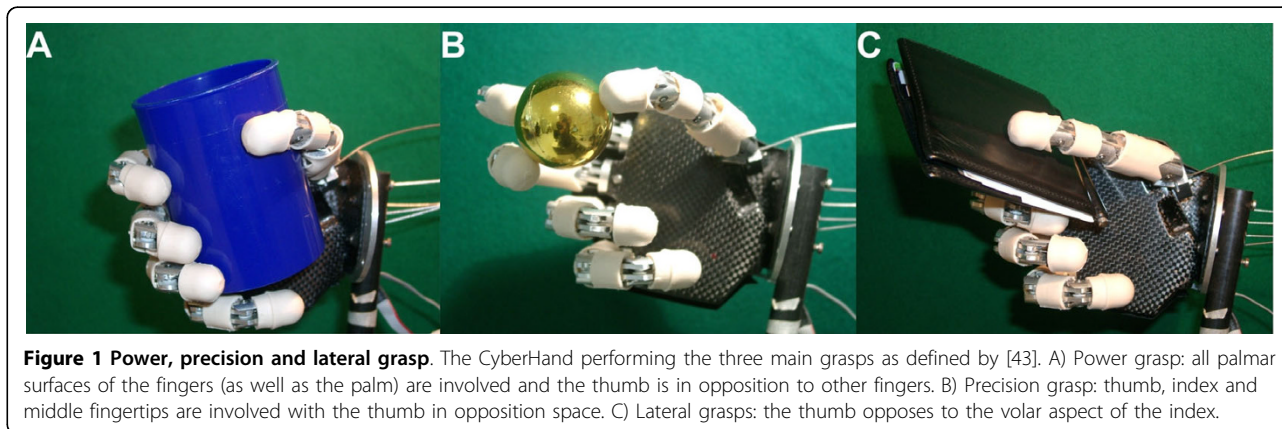 A B C
Figure 1 Power, precision and lateral grasp. The CyberHand performing the three main grasps as defined by [43]. A) Power grasp: all palmar
surfaces of the fingers (as well as the palm) are involved and the thumb is in opposition to other fingers. B) Precision grasp: thumb, index and
middle fingertips are involved with the thumb in opposition space. C) Lateral grasps: the thumb opposes to the volar aspect of the index.